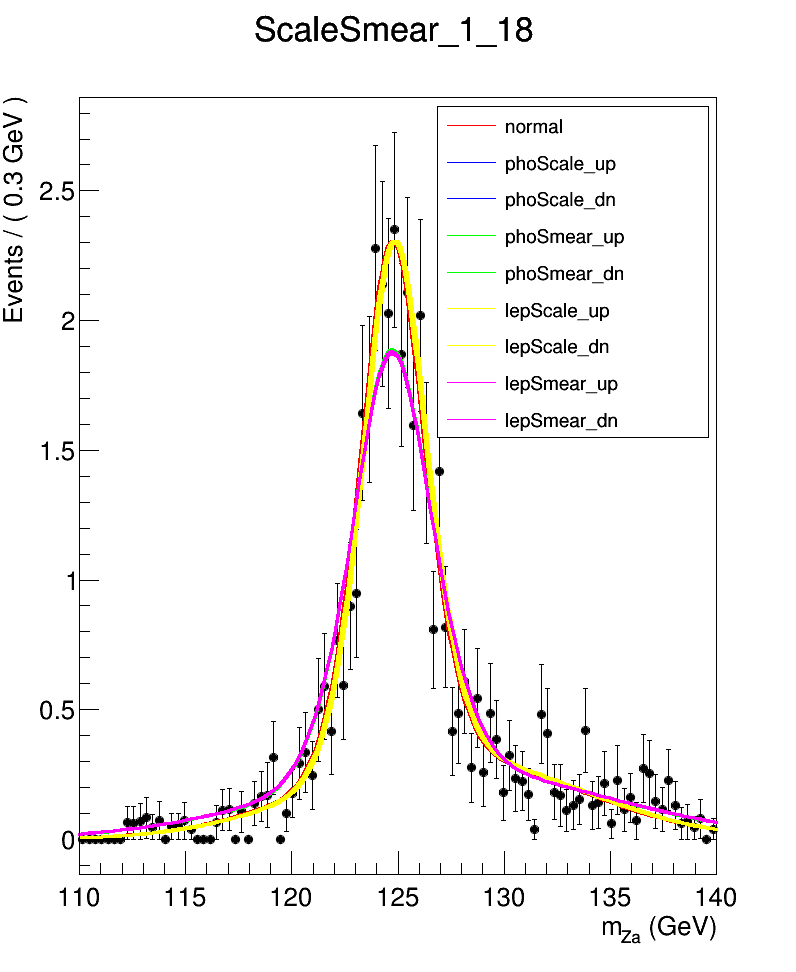 ScaleSmear_1_18
Events / ( 0.3 GeV )
2.5
2
1.5
1
0.5
0
normal
phoScale_up
phoScale_dn
phoSmear_up
phoSmear_dn
lepScale_up
lepScale_dn
lepSmear_up
lepSmear_dn
110 115 120 125 130 135 140
mZa (GeV)